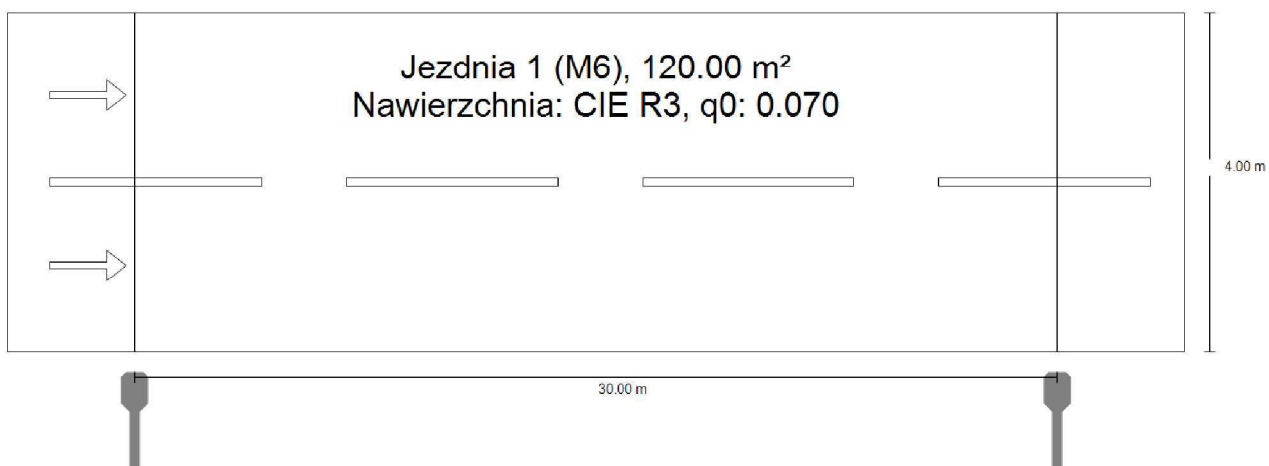 Jezdnia 1 (M6), 120.00 m²
Nawierzchnia: CIE R3, q0: 0.070
4.00 m
30.00 m